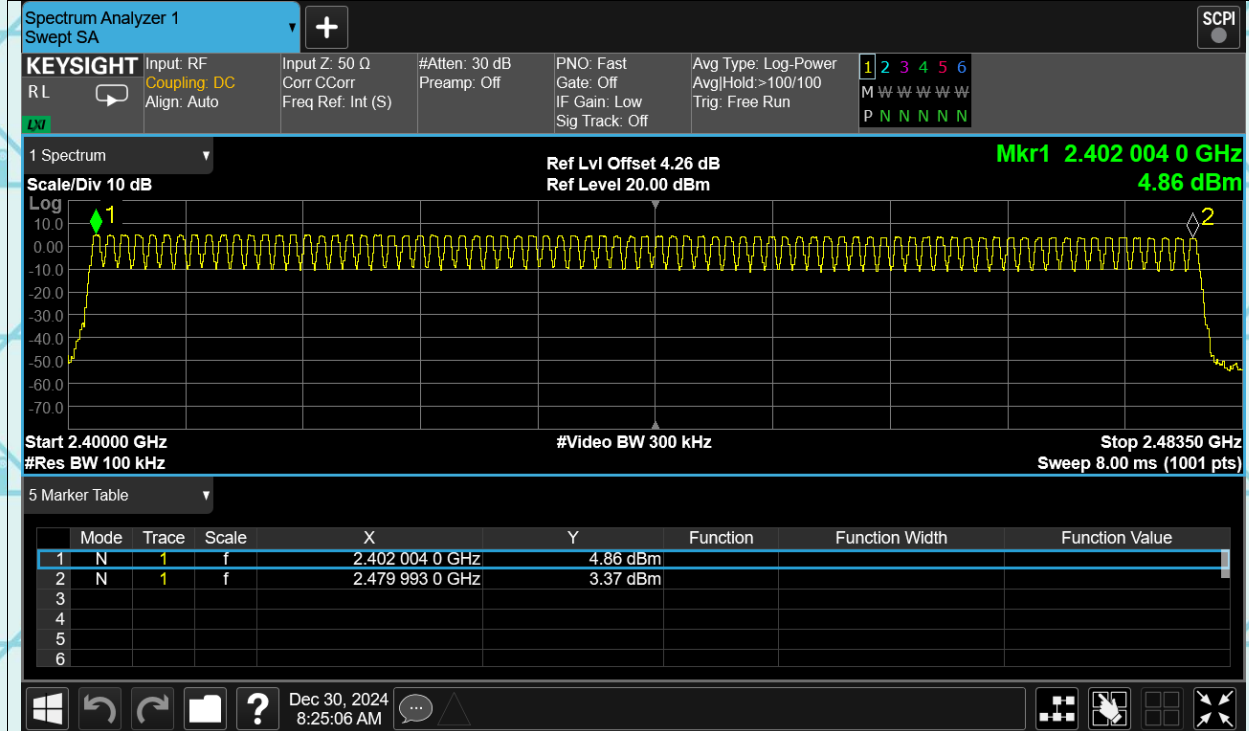 Spectrum Analyzer 1
Swept SA
SCPI
KEYSIGHT
R L
LXI
Input: RF
Coupling: DC
Align: Auto
Input Z: 50 Ω
Corr CCorr
Freq Ref: Int (S)
#Atten: 30 dB
Preamp: Off
PNO: Fast
Gate: Off
IF Gain: Low
Sig Track: Off
Avg Type: Log-Power
Avg|Hold:>100/100
Trig: Free Run
1 2 3 4 5 6
M W W W W W
P N N N N N
1 Spectrum
Scale/Div 10 dB
Ref Lvl Offset 4.26 dB
Ref Level 20.00 dBm
Mkr1 2.402 004 0 GHz
4.86 dBm
Log
1
2
10.0
0.00
-10.0
-20.0
-30.0
-40.0
-50.0
-60.0
-70.0
Start 2.40000 GHz
#Res BW 100 kHz
#Video BW 300 kHz
Stop 2.48350 GHz
Sweep 8.00 ms (1001 pts)
5 Marker Table
Mode Trace Scale X Y Function Function Width Function Value
1 N 1 f 2.402 004 0 GHz 4.86 dBm
2 N 1 f 2.479 993 0 GHz 3.37 dBm
3
4
5
6
?
Dec 30, 2024
8:25:06 AM